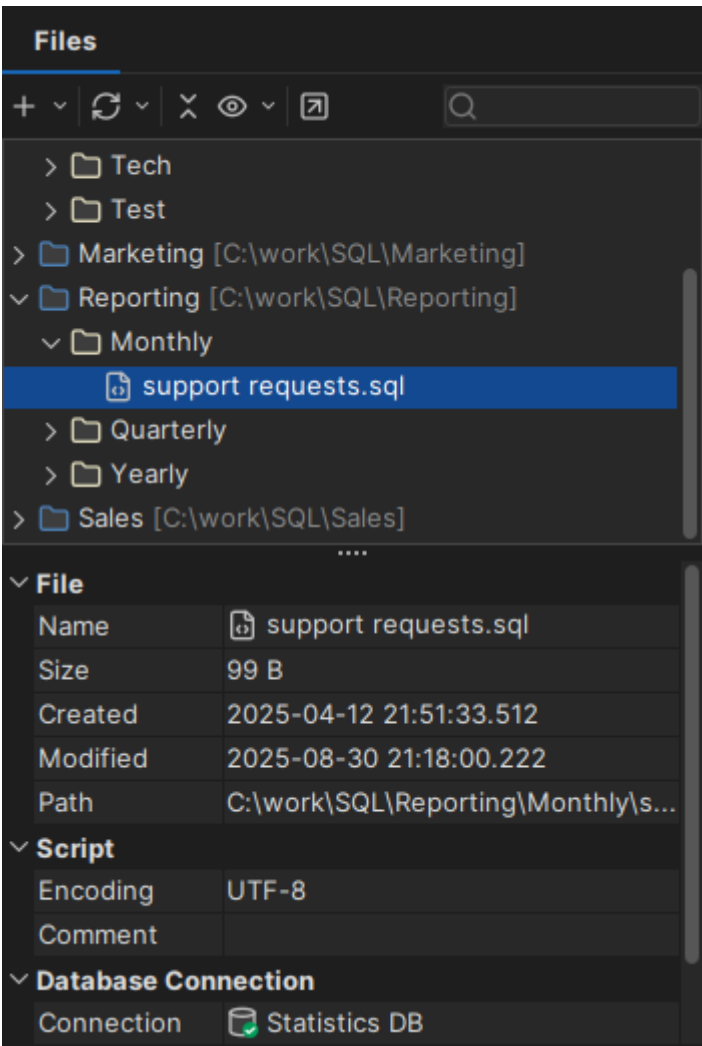 Files
Tech
Test
Marketing [C:\work\SQL\Marketing]
Reporting [C:\work\SQL\Reporting]
Monthly
support requests.sql
Quarterly
Yearly
Sales [C:\work\SQL\Sales]
File
Name support requests.sql
Size 99 B
Created 2025-04-12 21:51:33.512
Modified 2025-08-30 21:18:00.222
Path C:\work\SQL\Reporting\Monthly\s...
Script
Encoding UTF-8
Comment
Database Connection
Connection Statistics DB